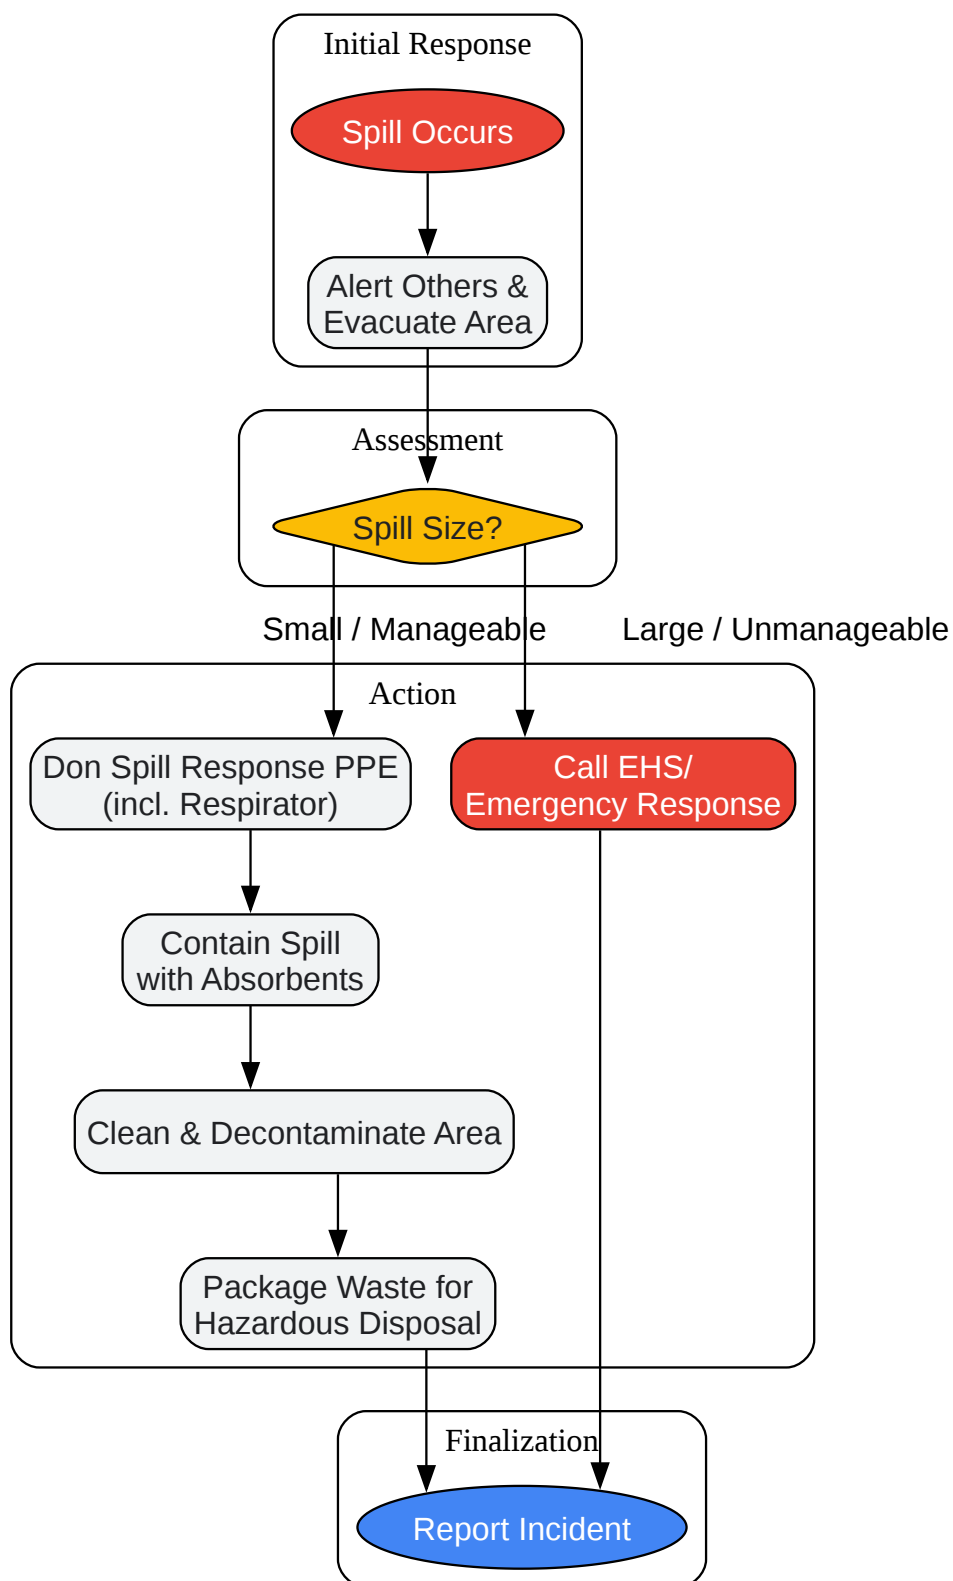 Initial Response
Spill Occurs
Alert Others &
Evacuate Area
Assessment
Spill Size?
Small / Manageable
Large / Unmanageable
Action
Don Spill Response PPE
(incl. Respirator)
Call EHS/
Emergency Response
Contain Spill
with Absorbents
Clean & Decontaminate Area
Package Waste for
Hazardous Disposal
Finalization
Report Incident